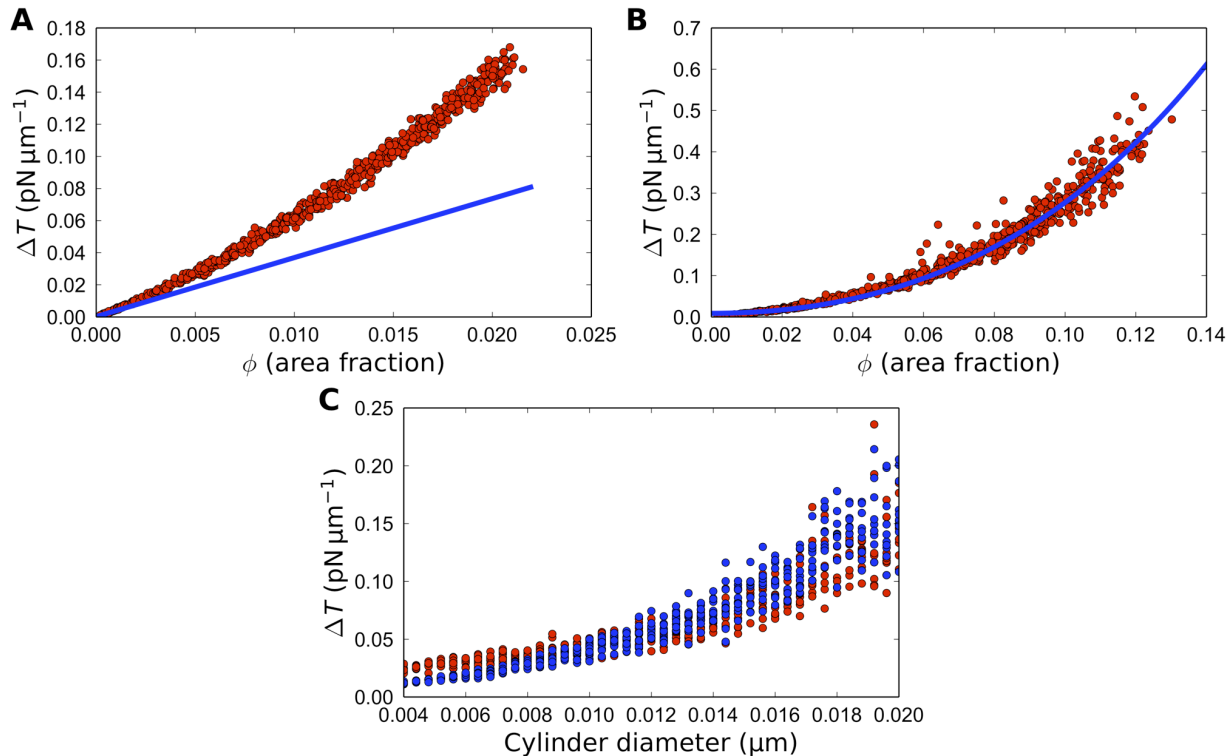 A
0.18
0.16
0.14
0.12
0.10
0.08
0.06
0.04
0.02
0.00
ΔT (pN μm⁻¹)
0.000 0.005 0.010 0.015 0.020 0.025
ϕ (area fraction)
B
0.7
0.6
0.5
0.4
0.3
0.2
0.1
0.0
ΔT (pN μm⁻¹)
0.00 0.02 0.04 0.06 0.08 0.10 0.12 0.14
ϕ (area fraction)
C
0.25
0.20
0.15
0.10
0.05
0.00
ΔT (pN μm⁻¹)
0.004 0.006 0.008 0.010 0.012 0.014 0.016 0.018 0.020
Cylinder diameter (μm)